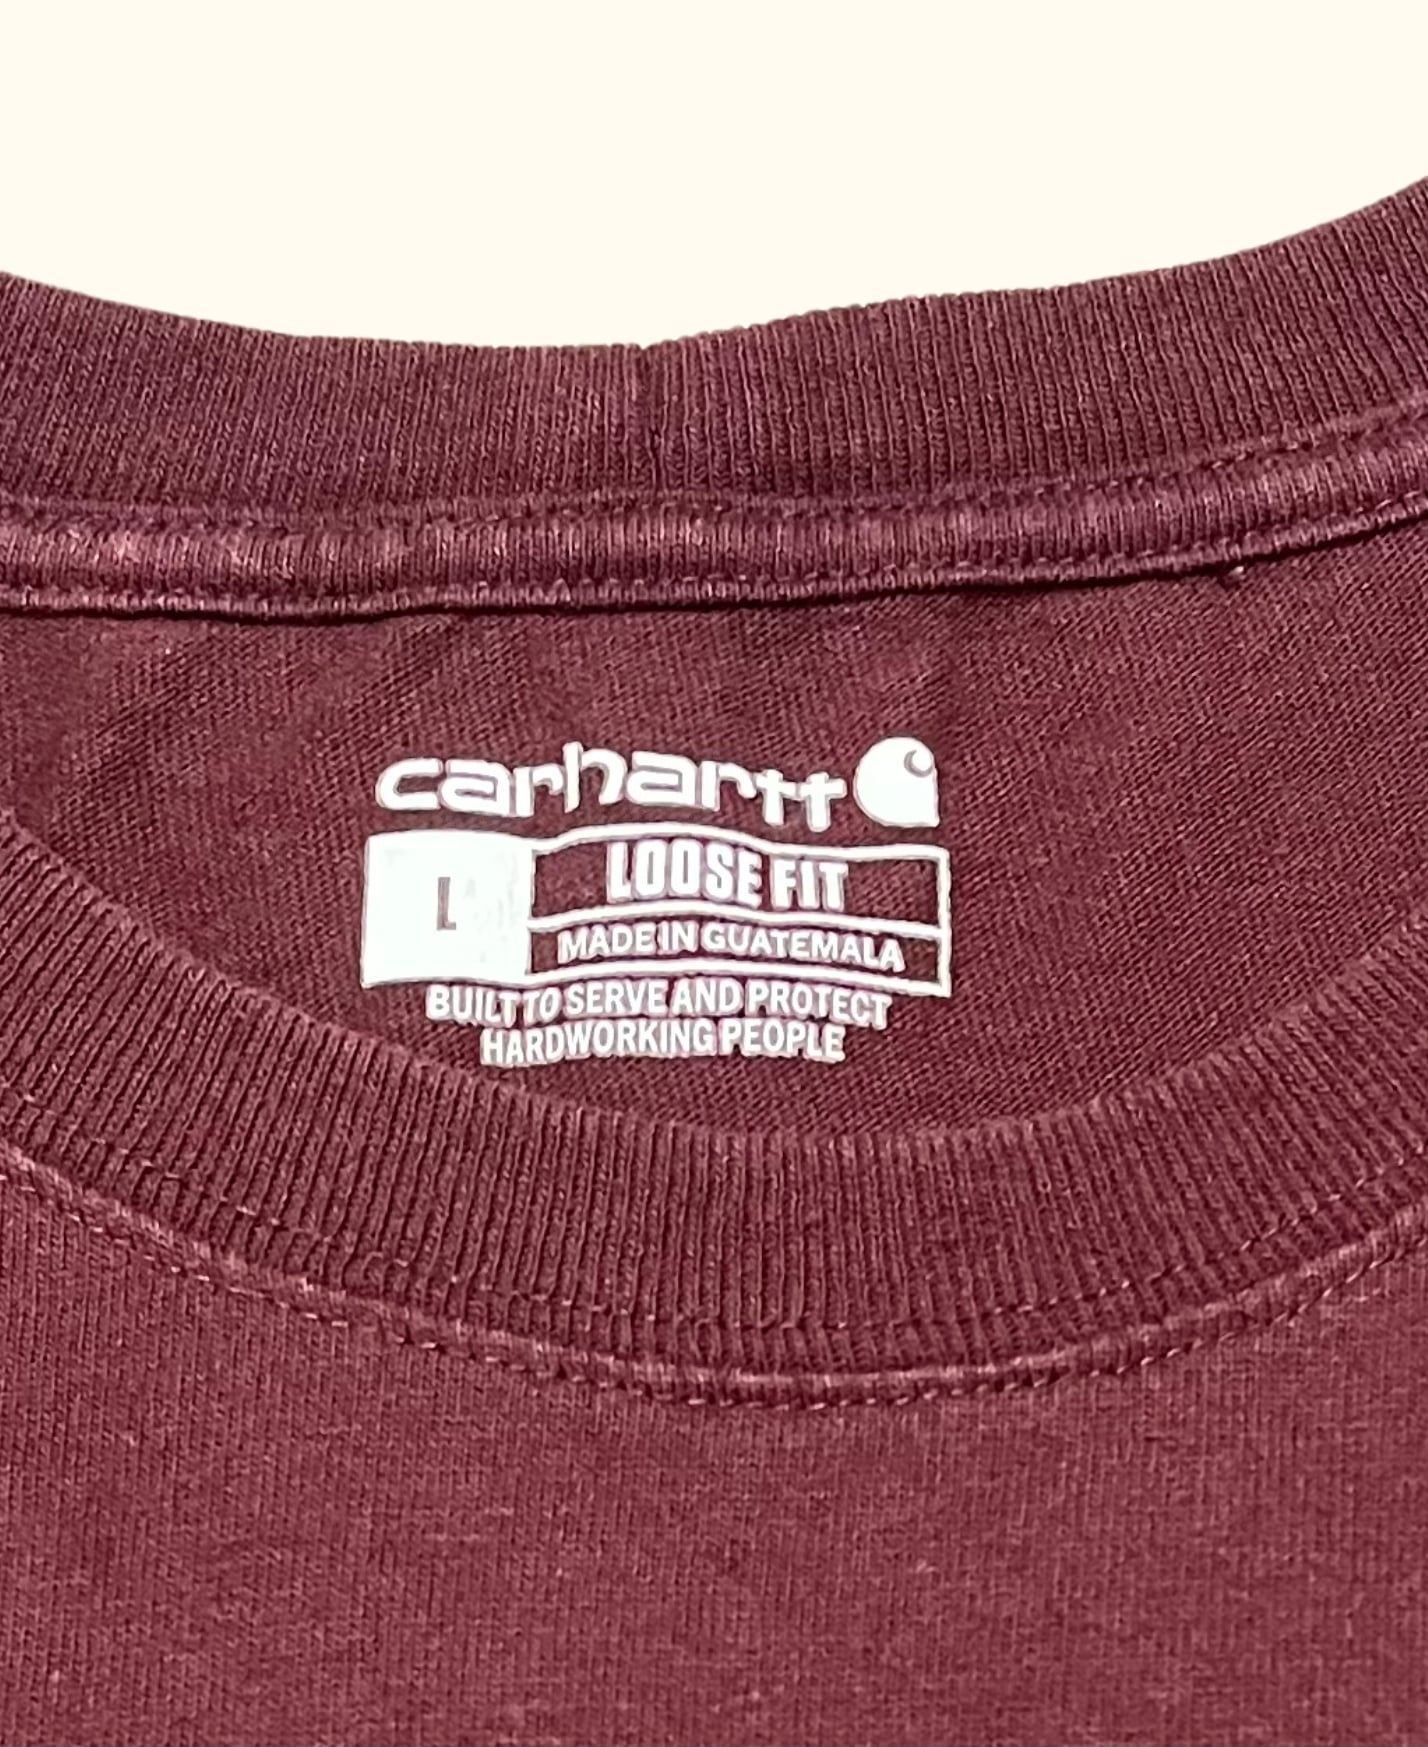 carhartt
L
LOOSE FIT
MADE IN GUATEMALA
BUILT TO SERVE AND PROTECT
HARDWORKING PEOPLE